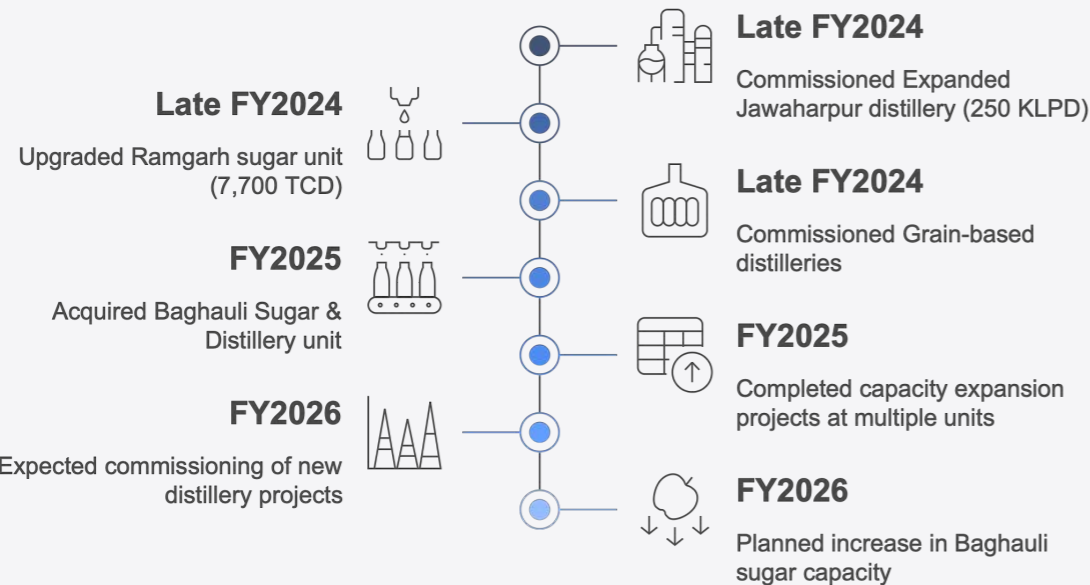 Late FY2024
Commissioned Expanded
Jawaharpur distillery (250 KLPD)
Late FY2024
Upgraded Ramgarh sugar unit
(7,700 TCD)
Late FY2024
Commissioned Grain-based
distilleries
FY2025
Acquired Baghauli Sugar &
Distillery unit
FY2025
Completed capacity expansion
projects at multiple units
FY2026
Expected commissioning of new
distillery projects
FY2026
Planned increase in Baghauli
sugar capacity